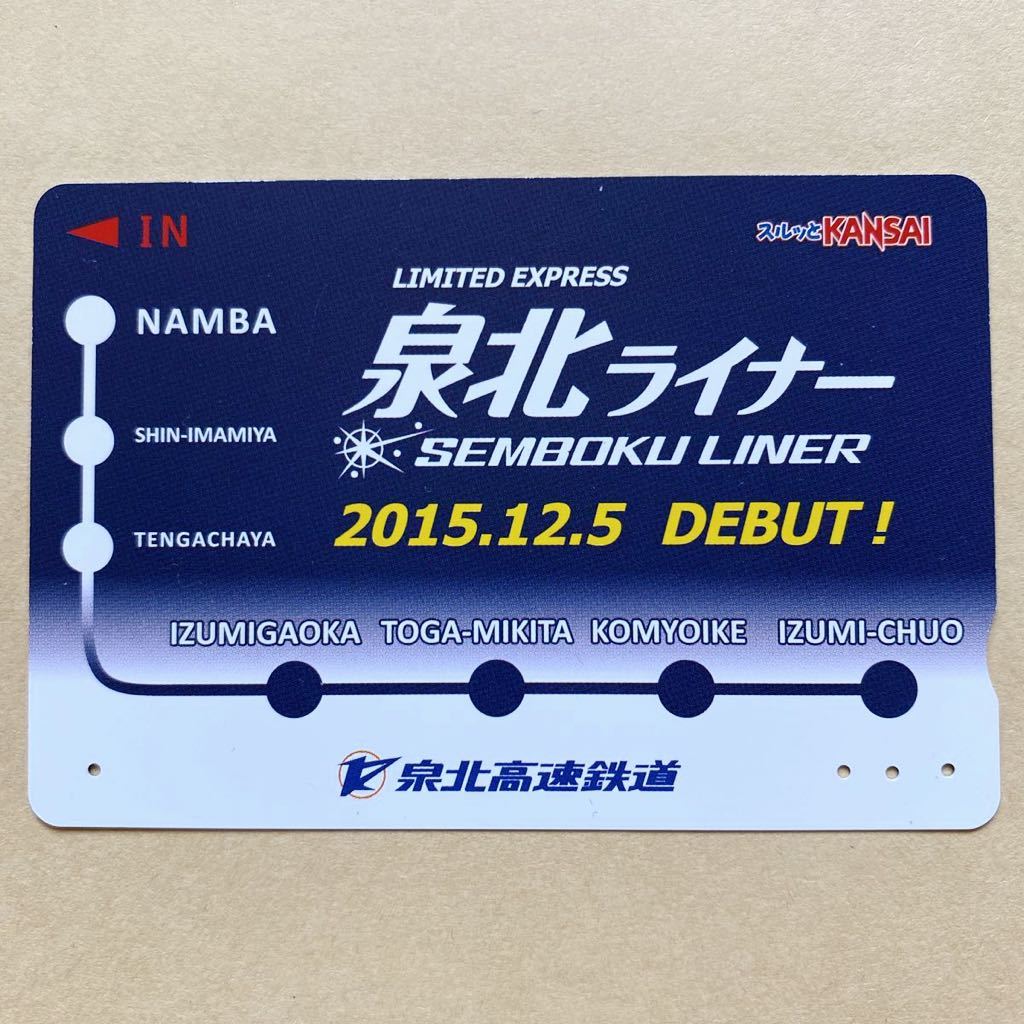 IN
スルッとKANSAI
LIMITED EXPRESS
泉北ライナー
SEMBOKU LINER
2015.12.5 DEBUT!
NAMBA
SHIN-IMAMIYA
TENGACHAYA
IZUMIGAOKA TOGA-MIKITA KOMYOIKE IZUMI-CHUO
泉北高速鉄道